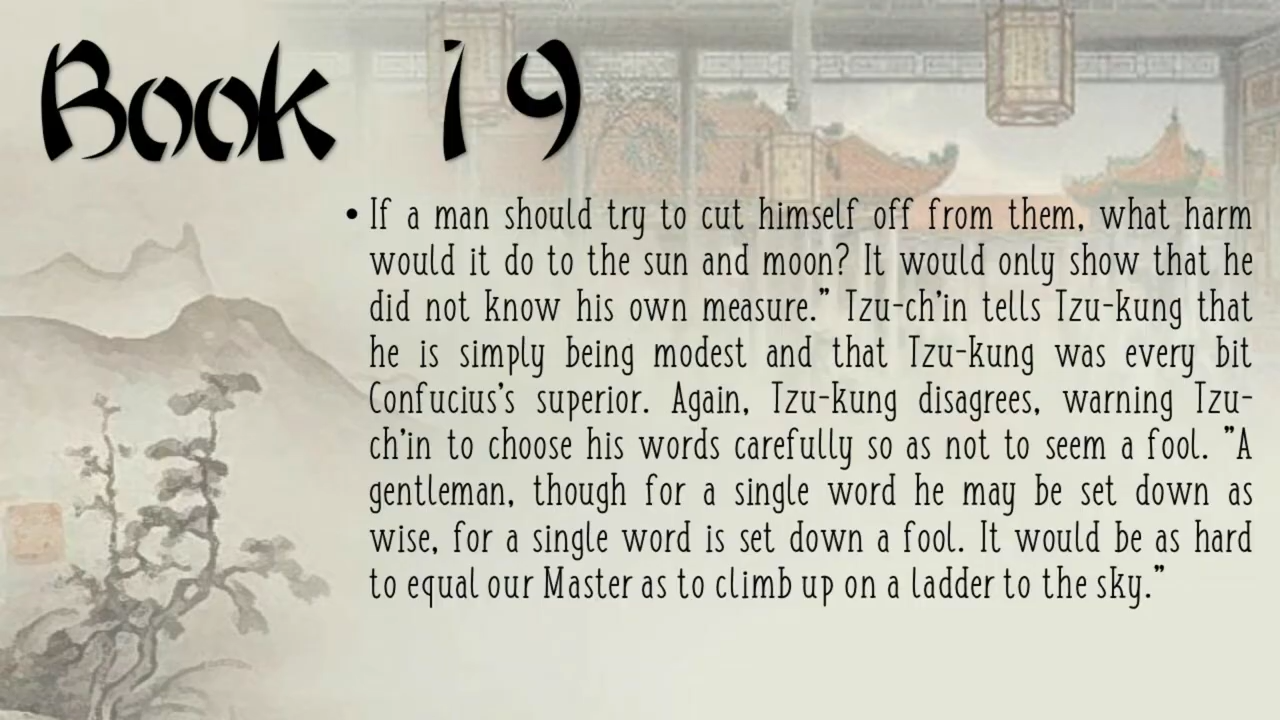 Book 19
• If a man should try to cut himself off from them, what harm
would it do to the sun and moon? It would only show that he
did not know his own measure." Tzu-ch'in tells Tzu-kung that
he is simply being modest and that Tzu-kung was every bit
Confucius's superior. Again, Tzu-kung disagrees, warning Tzu-
ch'in to choose his words carefully so as not to seem a fool. "A
gentleman, though for a single word he may be set down as
wise, for a single word is set down a fool. It would be as hard
to equal our Master as to climb up on a ladder to the sky."